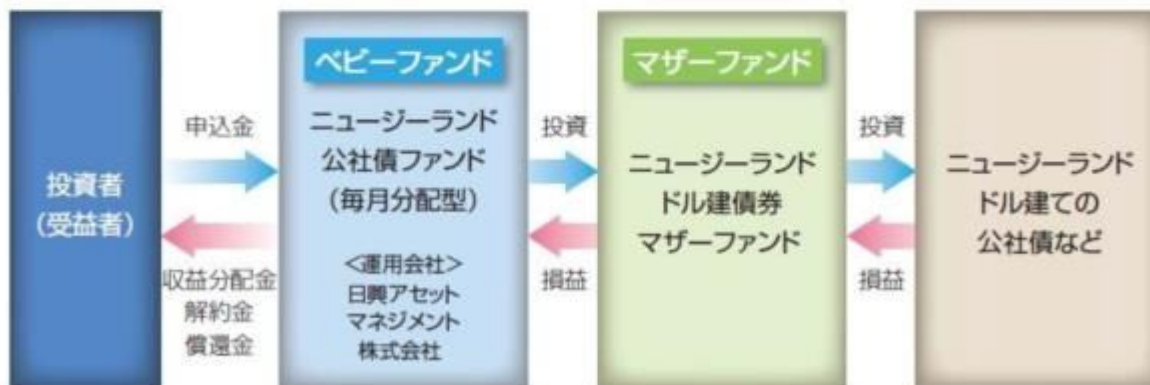 投資者
(受益者)
申込金
収益分配金
解約金
償還金
ベビーファンド
ニュージーランド
公社債ファンド
(毎月分配型)
<運用会社>
日興アセット
マネジメント
株式会社
投資
損益
マザーファンド
ニュージーランド
ドル建債券
マザーファンド
投資
損益
ニュージーランド
ドル建ての
公社債など